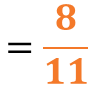 = 8/11